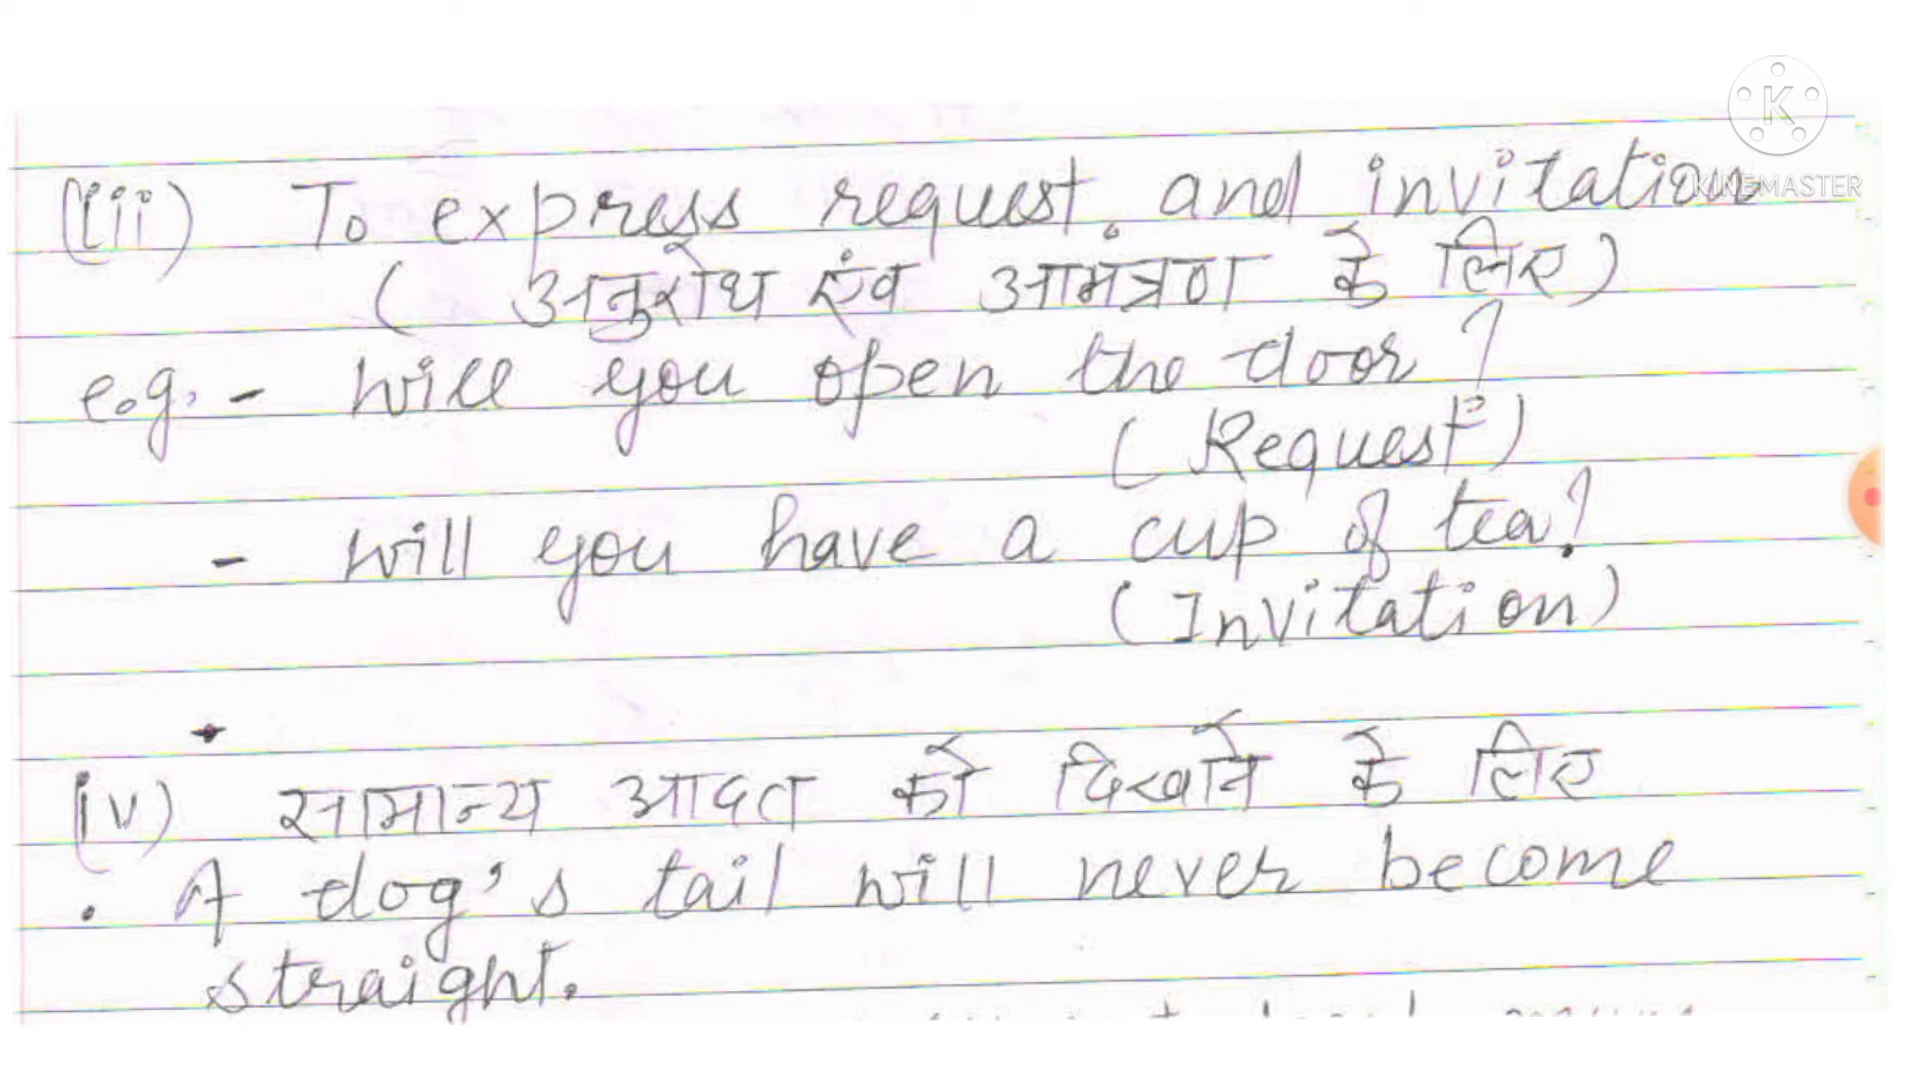 (iii) To express request and invitation
( अनुरोध एंव आमंत्रण के लिए )
e.g. - Will you open the door ?
( Request )
- Will you have a cup of tea?
( Invitation )
(iv) सामान्य आदत को दिखाने के लिए
. A dog's tail will never become
straight.
K
KINEMASTER